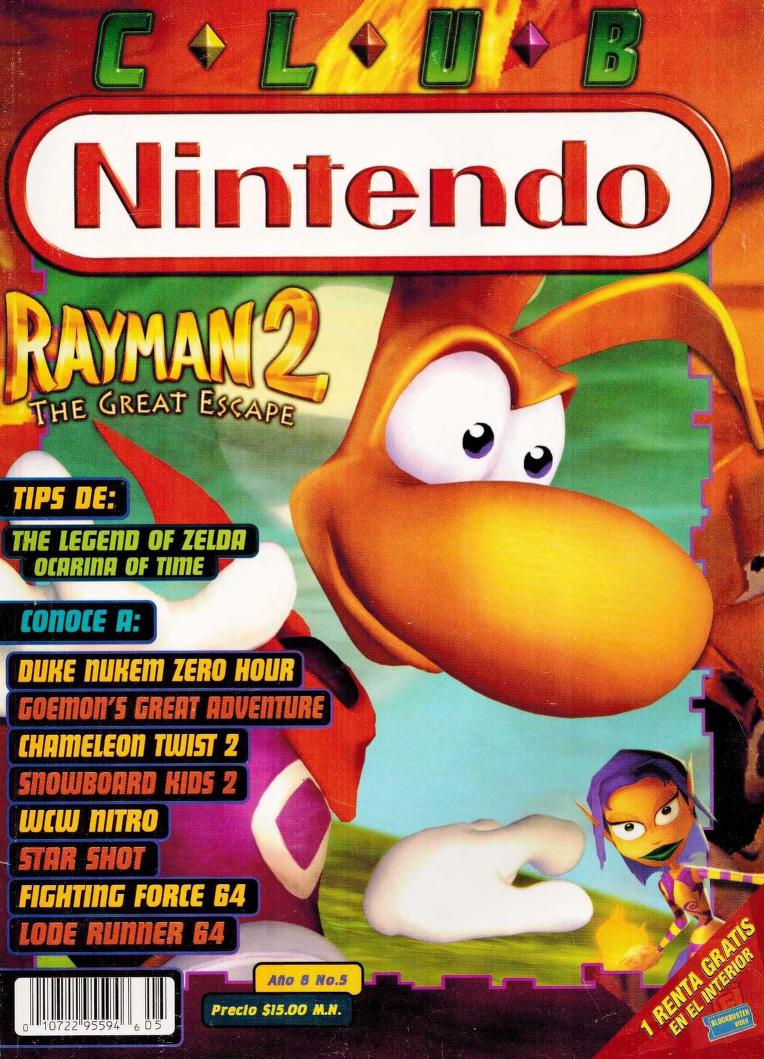 C L U B
Nintendo
RAYMAN 2
THE GREAT ESCAPE
TIPS DE:
THE LEGEND OF ZELDA
OCARINA OF TIME
CONOCE A:
DUKE NUKEM ZERO HOUR
GOEMON'S GREAT ADVENTURE
CHAMELEON TWIST 2
SNOWBOARD KIDS 2
WCW NITRO
STAR SHOT
FIGHTING FORCE 64
LODE RUNNER 64
Año 8 No.5
Precio $15.00 M.N.
0 10722 95594 6 05
1 RENTA GRATIS
EN EL INTERIOR
BLOCKBUSTER
VIDEO